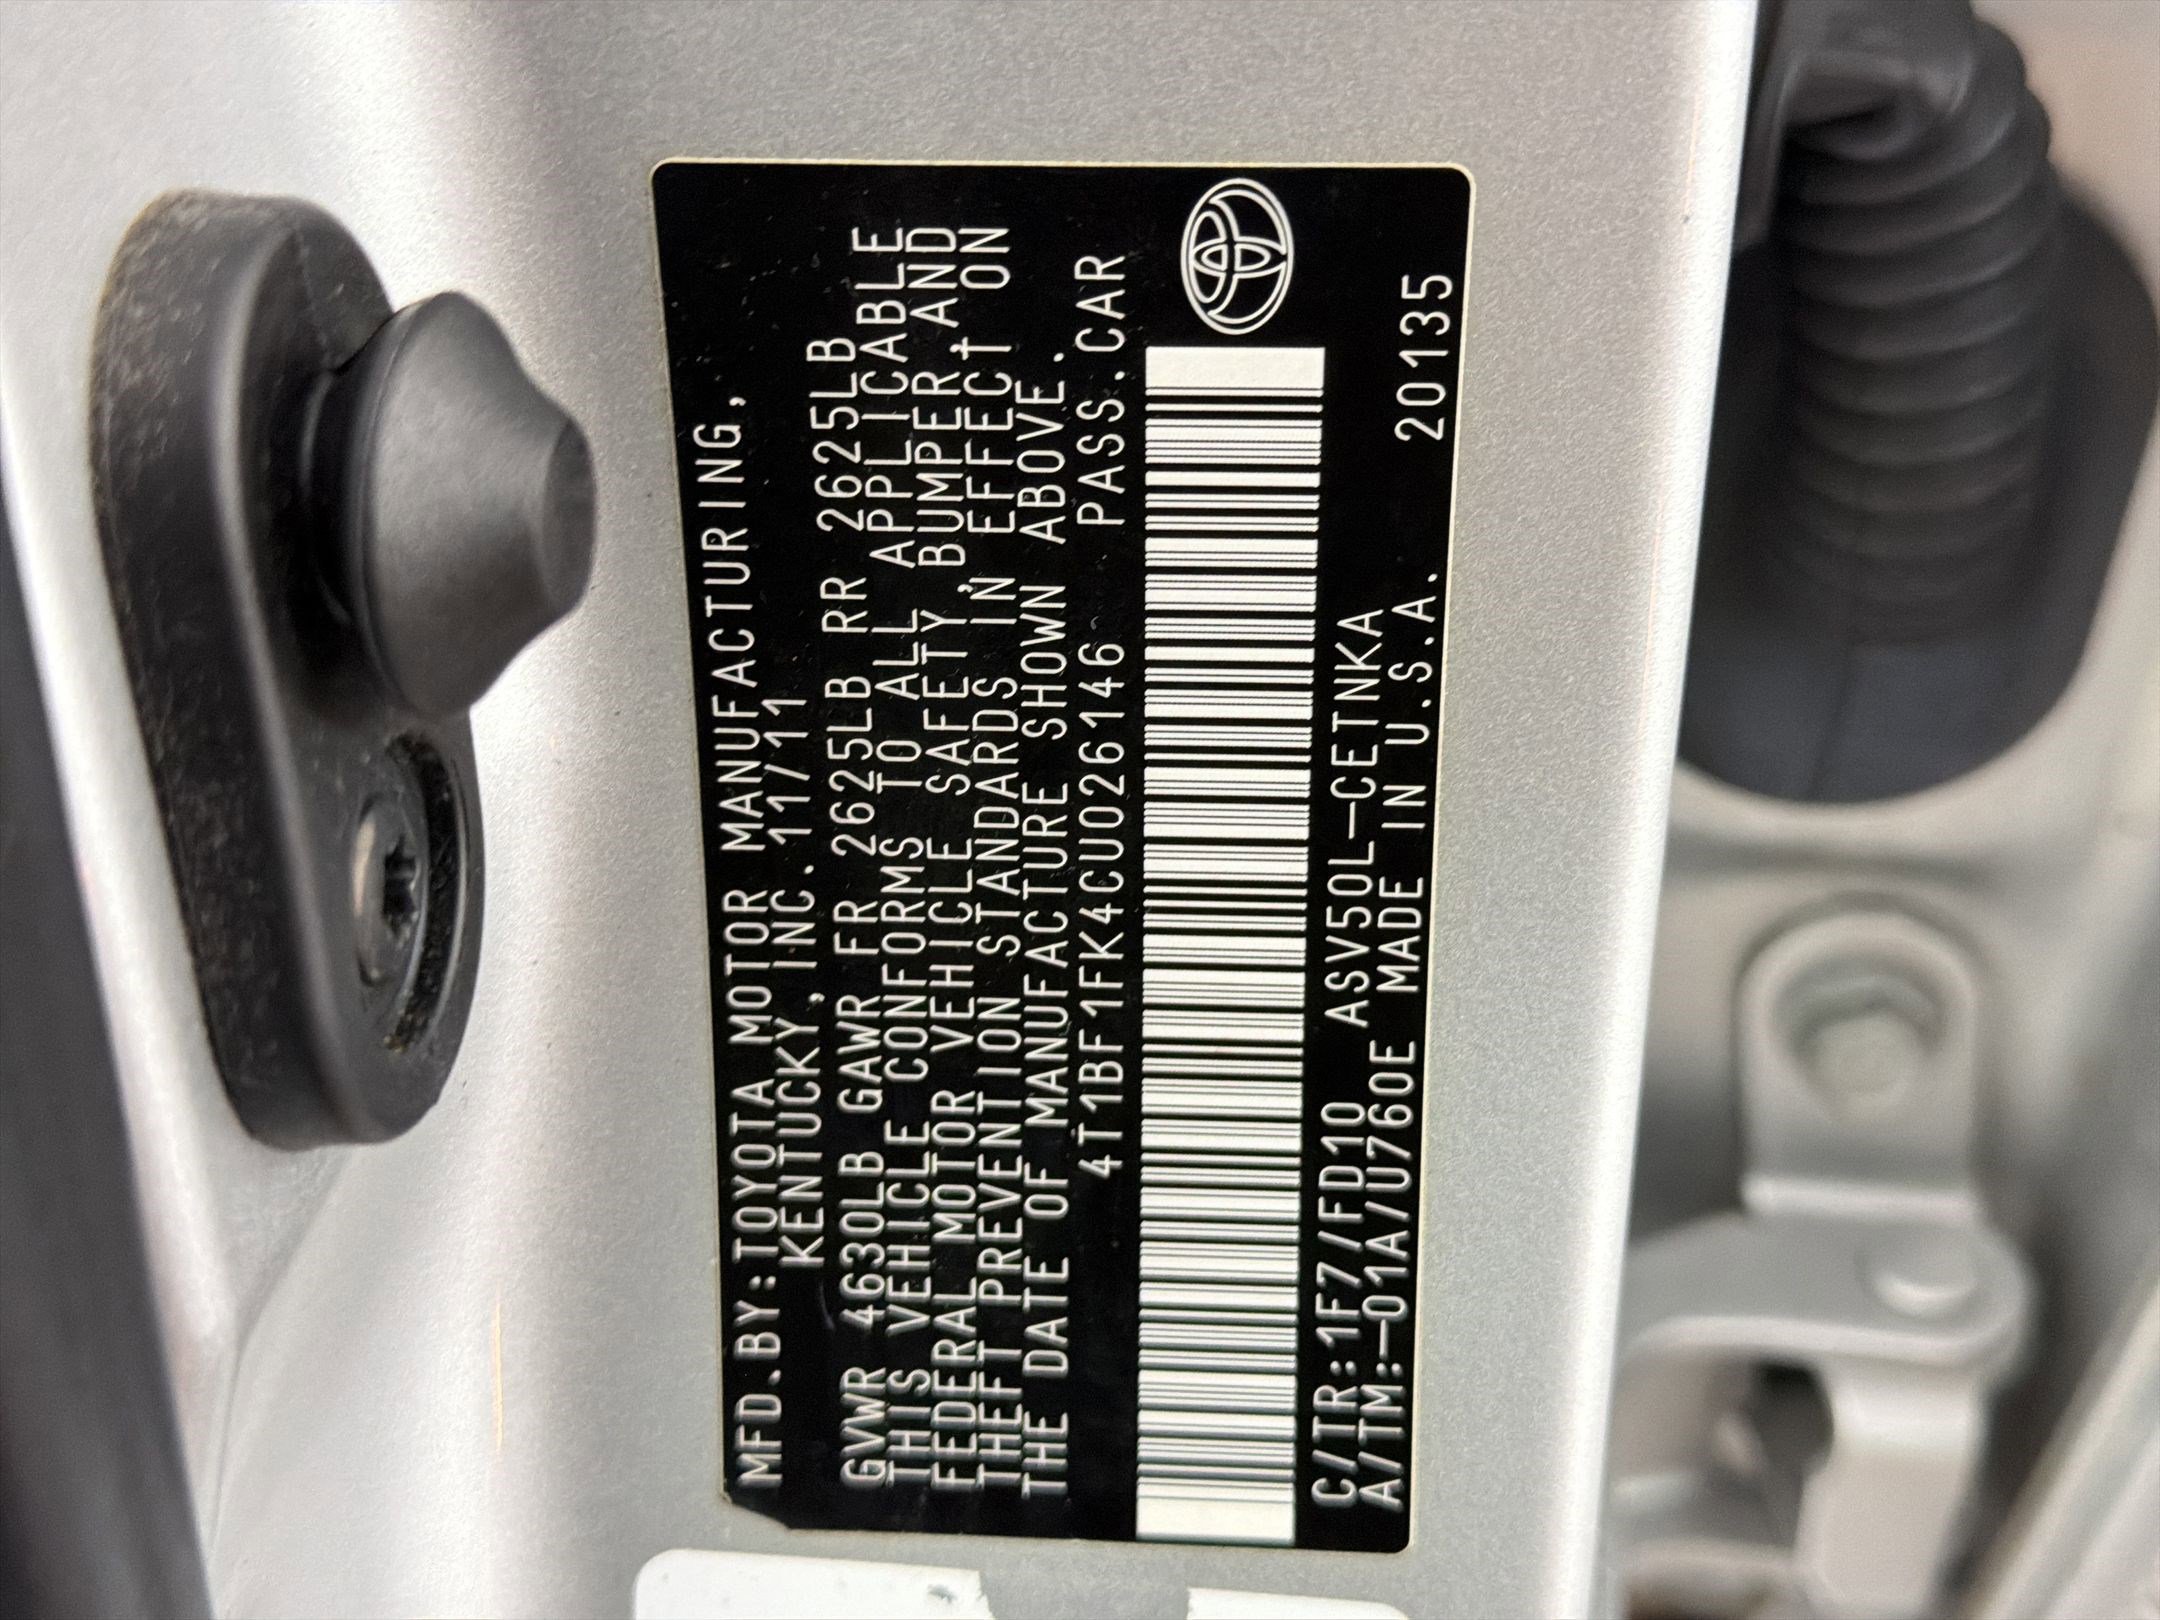 MFD.BY:TOYOTA MOTOR MANUFACTURING,
KENTUCKY, INC. 11/11
GVWR 4630LB GAWR FR 2625LB RR 2625LB
THIS VEHICLE CONFORMS TO ALL APPLICABLE
FEDERAL MOTOR VEHICLE SAFETY, BUMPER, AND
THEFT PREVENTION STANDARDS IN EFFECT ON
THE DATE OF MANUFACTURE SHOWN ABOVE.
4T1BF1FK4CU026146 PASS.CAR
C/TR:1F7/FD10 ASV50L-CETNKA
A/TM:-01A/U760E MADE IN U.S.A. 20135